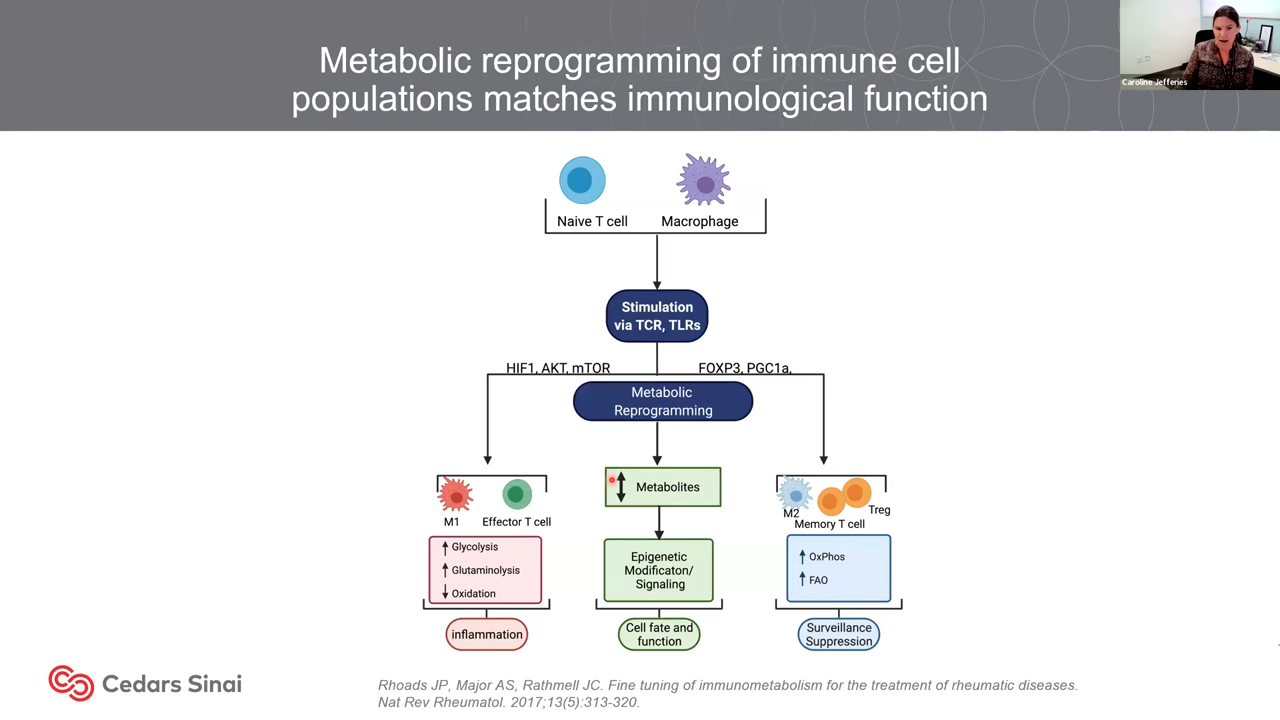 Metabolic reprogramming of immune cell
populations matches immunological function
Caroline Jefferies
Naive T cell
Macrophage
Stimulation
via TCR, TLRs
HIF1, AKT, mTOR
FOXP3, PGC1a,
Metabolic
Reprogramming
M1
Effector T cell
Glycolysis
Glutaminolysis
Oxidation
inflammation
Metabolites
Epigenetic
Modificaton/
Signaling
Cell fate and
function
M2
Treg
Memory T cell
OxPhos
FAO
Surveillance
Suppression
Cedars Sinai
Rhoads JP, Major AS, Rathmell JC. Fine tuning of immunometabolism for the treatment of rheumatic diseases.
Nat Rev Rheumatol. 2017;13(5):313-320.